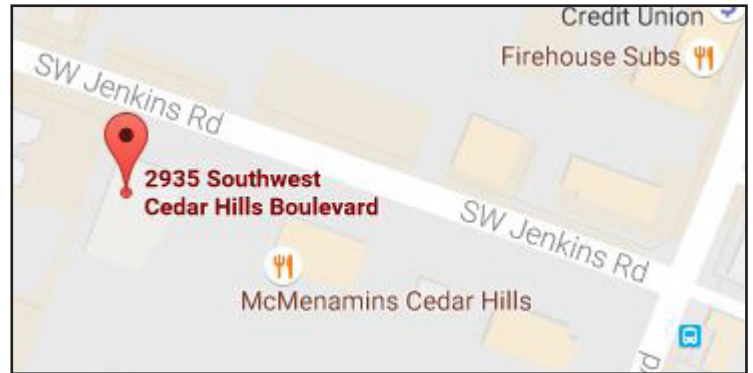 Credit Union
Firehouse Subs
SW Jenkins Rd
2935 Southwest
Cedar Hills Boulevard
SW Jenkins Rd
McMenamins Cedar Hills